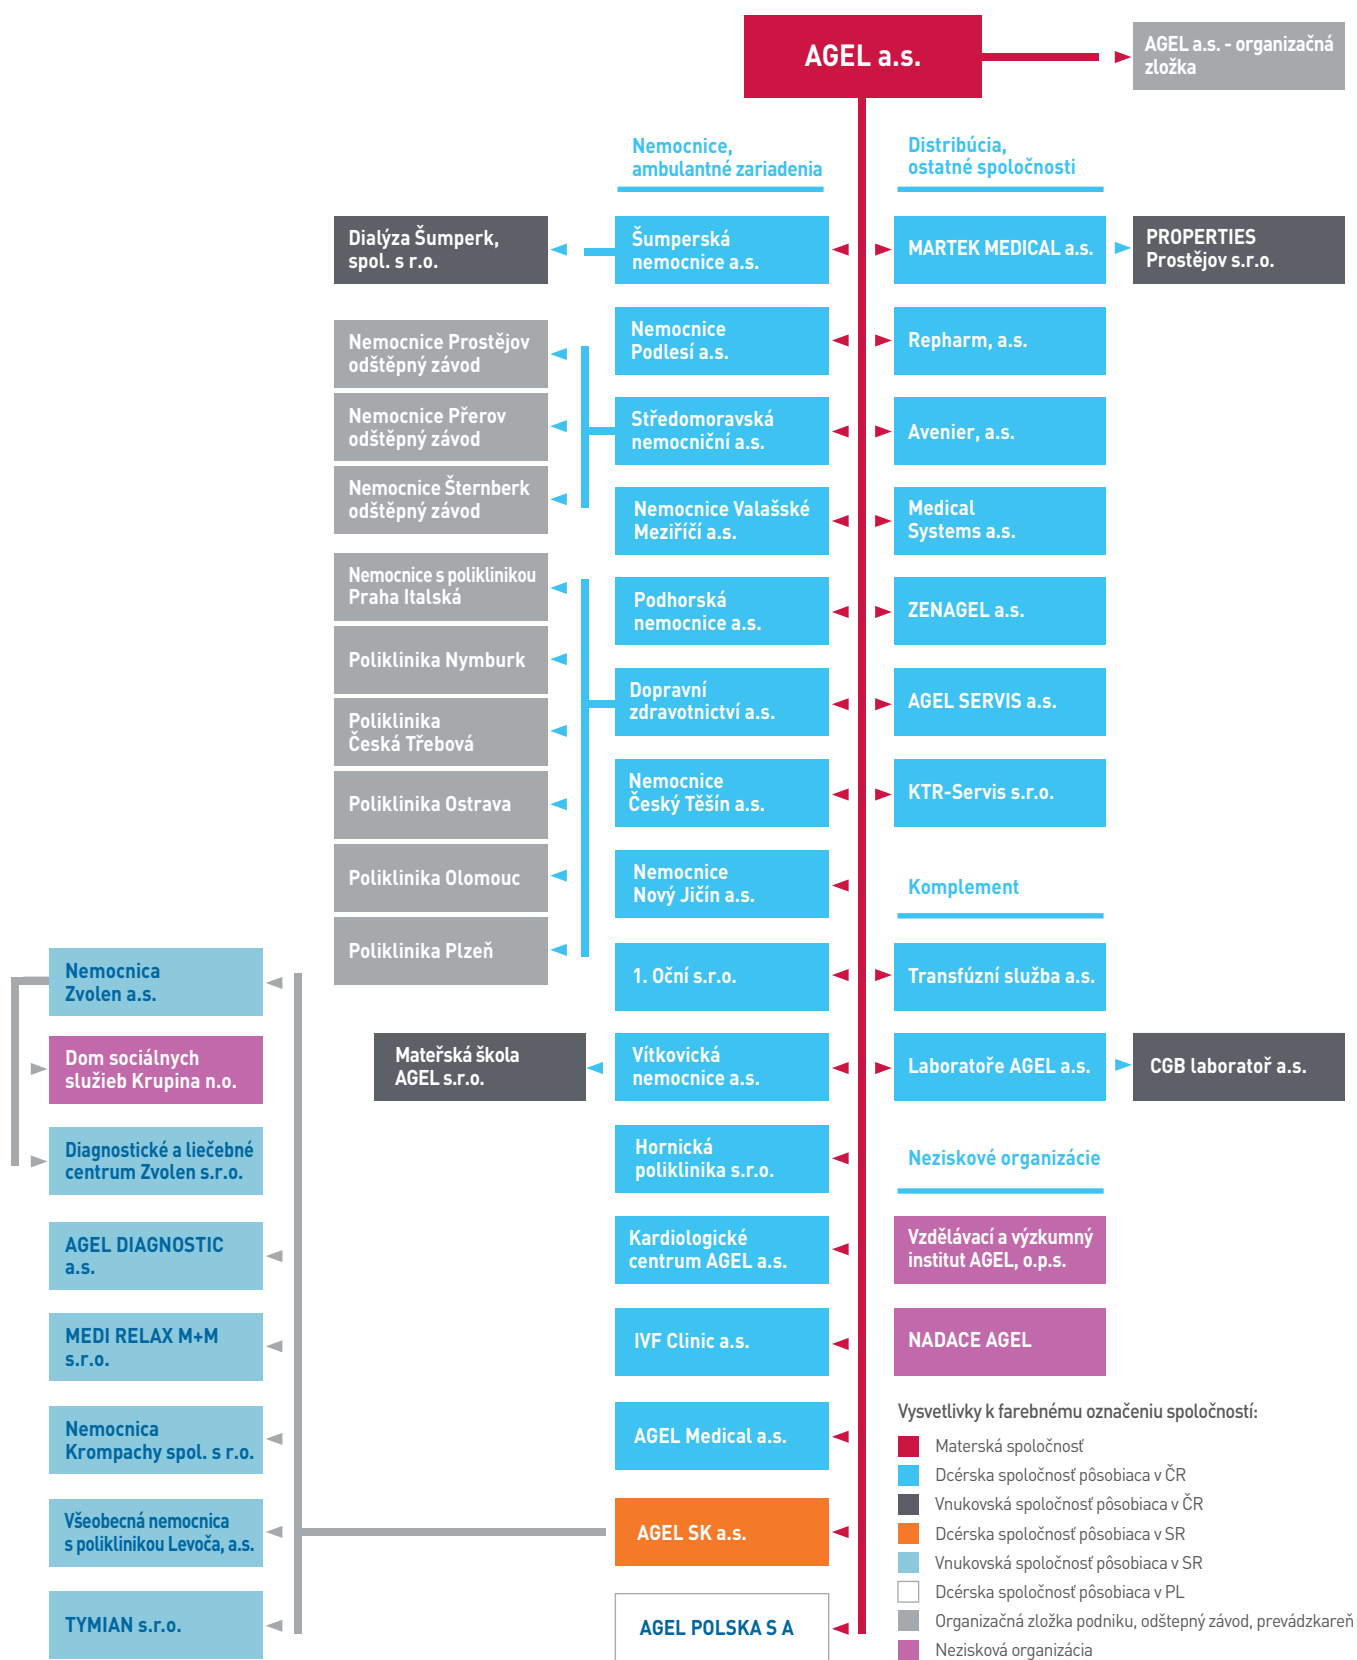 AGEL a.s.
AGEL a.s. - organizačná
zložka
Nemocnice,
ambulantné zariadenia
Distribúcia,
ostatné spoločnosti
Dialýza Šumperk,
spol. s r.o.
Šumperská
nemocnice a.s.
MARTEK MEDICAL a.s.
PROPERTIES
Prostějov s.r.o.
Nemocnice Prostějov
odštěpný závod
Nemocnice
Podlesí a.s.
Repharm, a.s.
Nemocnice Přerov
odštěpný závod
Středomoravská
nemocniční a.s.
Avenier, a.s.
Nemocnice Šternberk
odštěpný závod
Nemocnice Valašské
Meziříčí a.s.
Medical
Systems a.s.
Nemocnice s poliklinikou
Praha Italská
Podhorská
nemocnice a.s.
ZENAGEL a.s.
Poliklinika Nymburk
Dopravní
zdravotnictví a.s.
AGEL SERVIS a.s.
Poliklinika
Česká Třebová
Nemocnice
Český Těšín a.s.
KTR-Servis s.r.o.
Poliklinika Ostrava
Nemocnice
Nový Jičín a.s.
Komplement
Poliklinika Olomouc
Poliklinika Plzeň
Nemocnica
Zvolen a.s.
1. Oční s.r.o.
Transfúzní služba a.s.
Dom sociálnych
služieb Krupina n.o.
Mateřská škola
AGEL s.r.o.
Vítkovická
nemocnice a.s.
Laboratoře AGEL a.s.
CGB laboratoř a.s.
Diagnostické a liečebné
centrum Zvolen s.r.o.
Hornická
poliklinika s.r.o.
Neziskové organizácie
AGEL DIAGNOSTIC
a.s.
Kardiologické
centrum AGEL a.s.
Vzdělávací a výzkumný
institut AGEL, o.p.s.
MEDI RELAX M+M
s.r.o.
IVF Clinic a.s.
NADACE AGEL
Nemocnica
Krompachy spol. s r.o.
AGEL Medical a.s.
Všeobecná nemocnica
s poliklinikou Levoča, a.s.
AGEL SK a.s.
TYMIAN s.r.o.
AGEL POLSKA S A
Vysvetlivky k farebnému označeniu spoločností:
Materská spoločnosť
Dcérska spoločnosť pôsobiaca v ČR
Vnukovská spoločnosť pôsobiaca v ČR
Dcérska spoločnosť pôsobiaca v SR
Vnukovská spoločnosť pôsobiaca v SR
Dcérska spoločnosť pôsobiaca v PL
Organizačná zložka podniku, odštepný závod, prevádzkareň
Nezisková organizácia